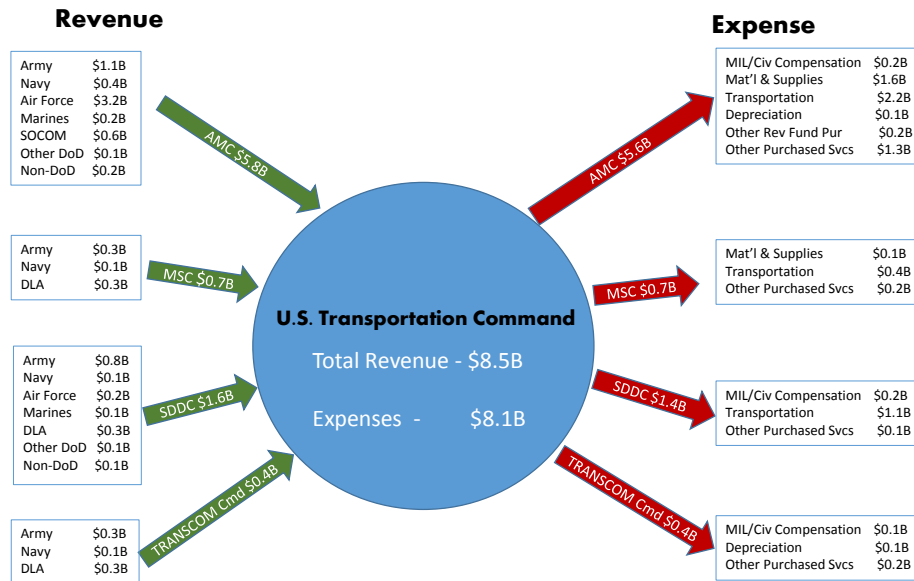 Revenue
Army $1.1B
Navy $0.4B
Air Force $3.2B
Marines $0.2B
SOCOM $0.6B
Other DoD $0.1B
Non-DoD $0.2B
AMC $5.8B
Army $0.3B
Navy $0.1B
DLA $0.3B
MSC $0.7B
Army $0.8B
Navy $0.1B
Air Force $0.2B
Marines $0.1B
DLA $0.3B
Other DoD $0.1B
Non-DoD $0.1B
SDDC $1.6B
Army $0.3B
Navy $0.1B
DLA $0.3B
TRANSCOM Cmd $0.4B
U.S. Transportation Command
Total Revenue - $8.5B
Expenses - $8.1B
Expense
AMC $5.6B
MIL/Civ Compensation $0.2B
Mat'l & Supplies $1.6B
Transportation $2.2B
Depreciation $0.1B
Other Rev Fund Pur $0.2B
Other Purchased Svcs $1.3B
MSC $0.7B
Mat'l & Supplies $0.1B
Transportation $0.4B
Other Purchased Svcs $0.2B
SDDC $1.4B
MIL/Civ Compensation $0.2B
Transportation $1.1B
Other Purchased Svcs $0.1B
TRANSCOM Cmd $0.4B
MIL/Civ Compensation $0.1B
Depreciation $0.1B
Other Purchased Svcs $0.2B